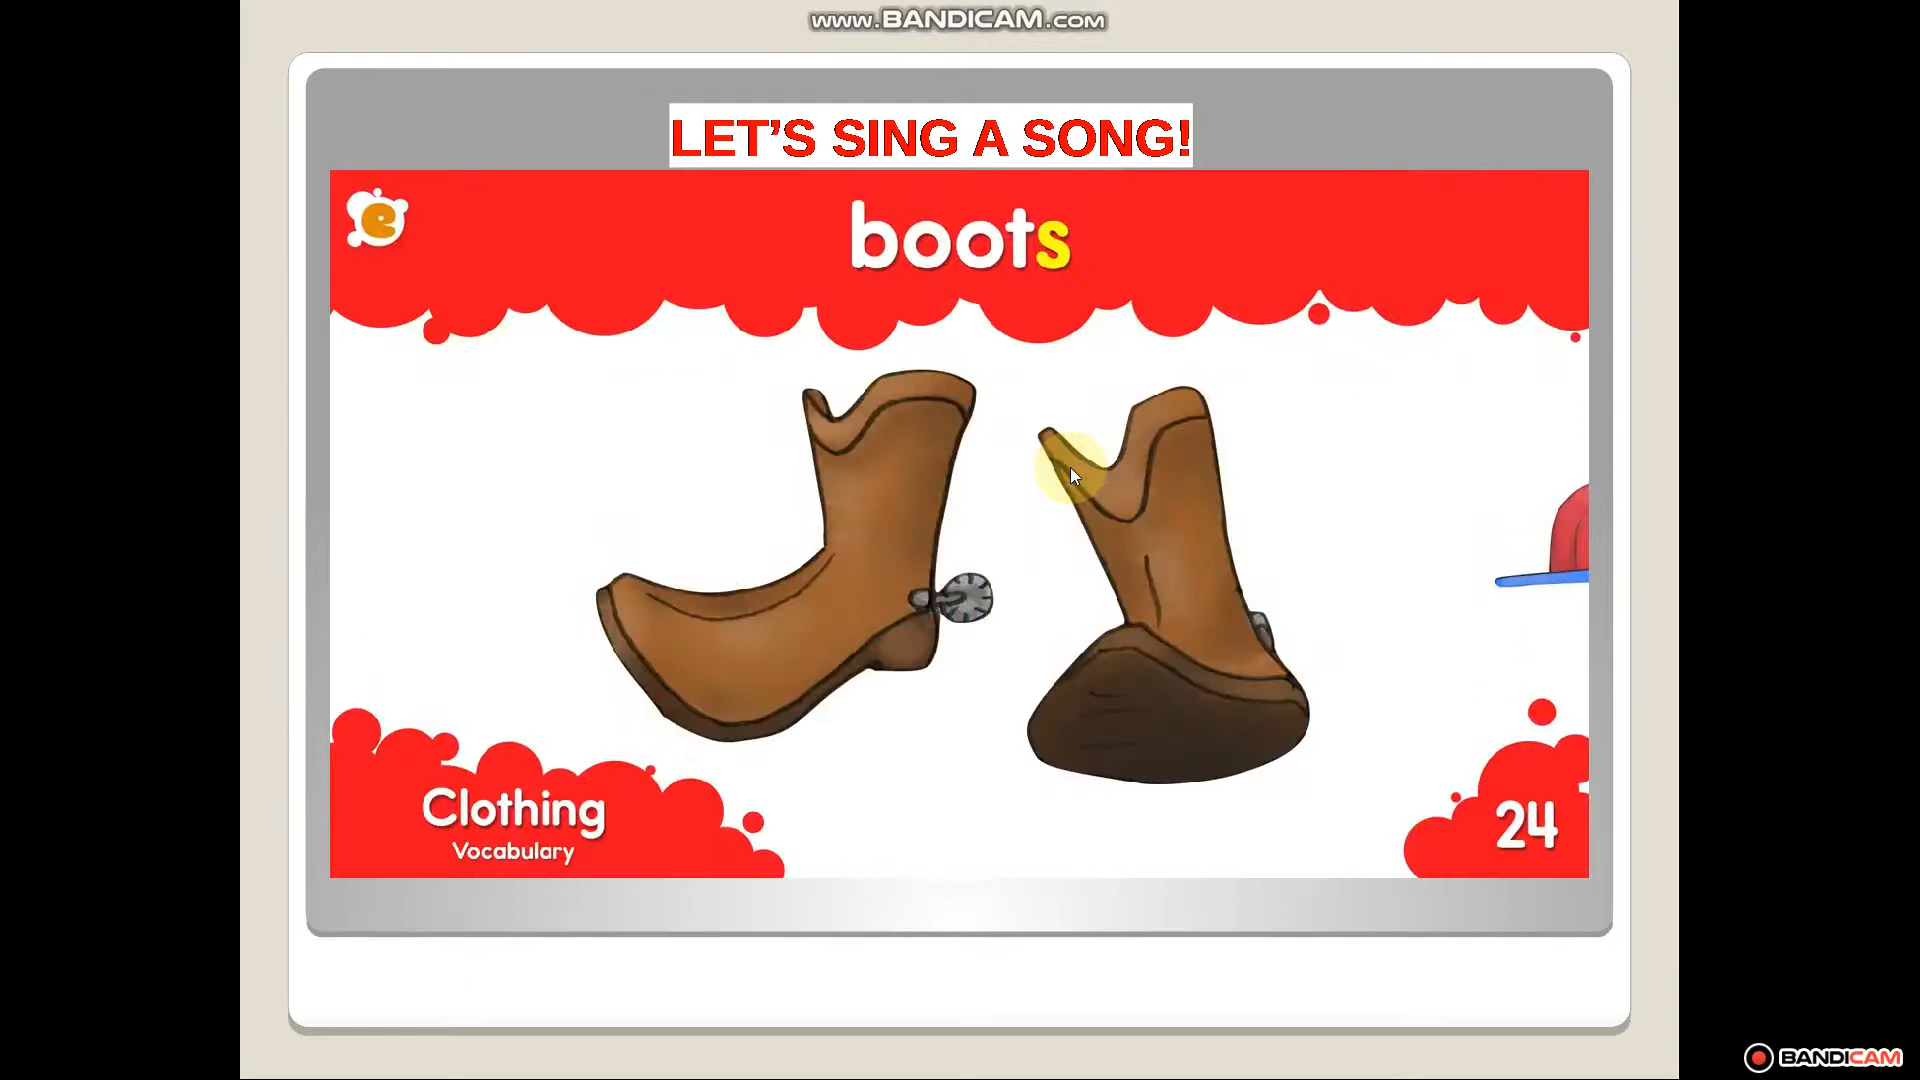 www.BANDICAM.com
LET’S SING A SONG!
e
boots
Clothing
Vocabulary
24
BANDICAM